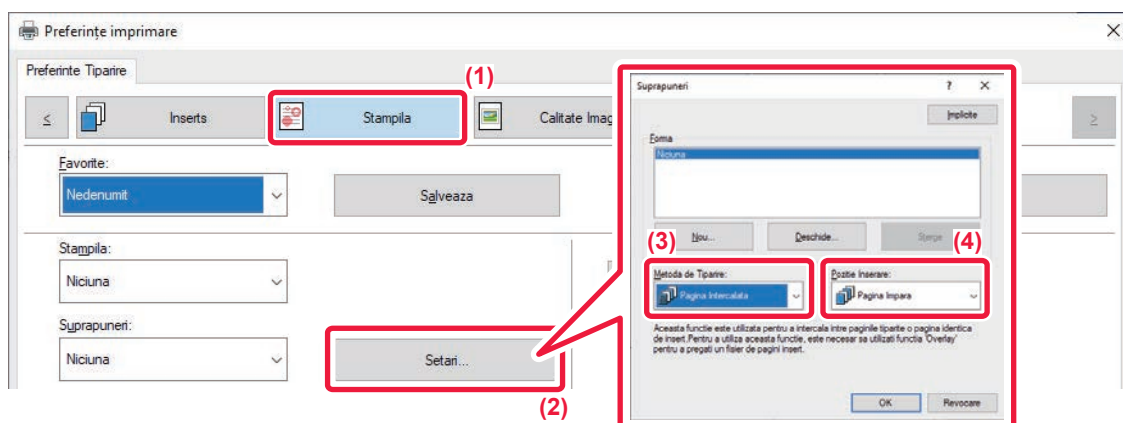 Preferințe imprimare
Preferinte Tiparire
(1)
< Inserts Stampila Calitate Imag >
Favorite:
Nedenumit Salveaza
Stampila:
Niciuna
Suprapuneri:
Niciuna Setari...
(2)
Suprapuneri ? ×
Implicite
Forma
Niciuna
Nou... Deschide... Sterge
(3) (4)
Metoda de Tiparire: Pozitie Inserare:
Pagina Intercalata Pagina Impara
Aceasta functie este utilizata pentru a intercala intre paginile tiparite o pagina identica
de insert.Pentru a utiliza aceasta functie, este necesar sa utilizati functia 'Overlay'
pentru a pregati un fisier de pagini insert.
OK Revocare